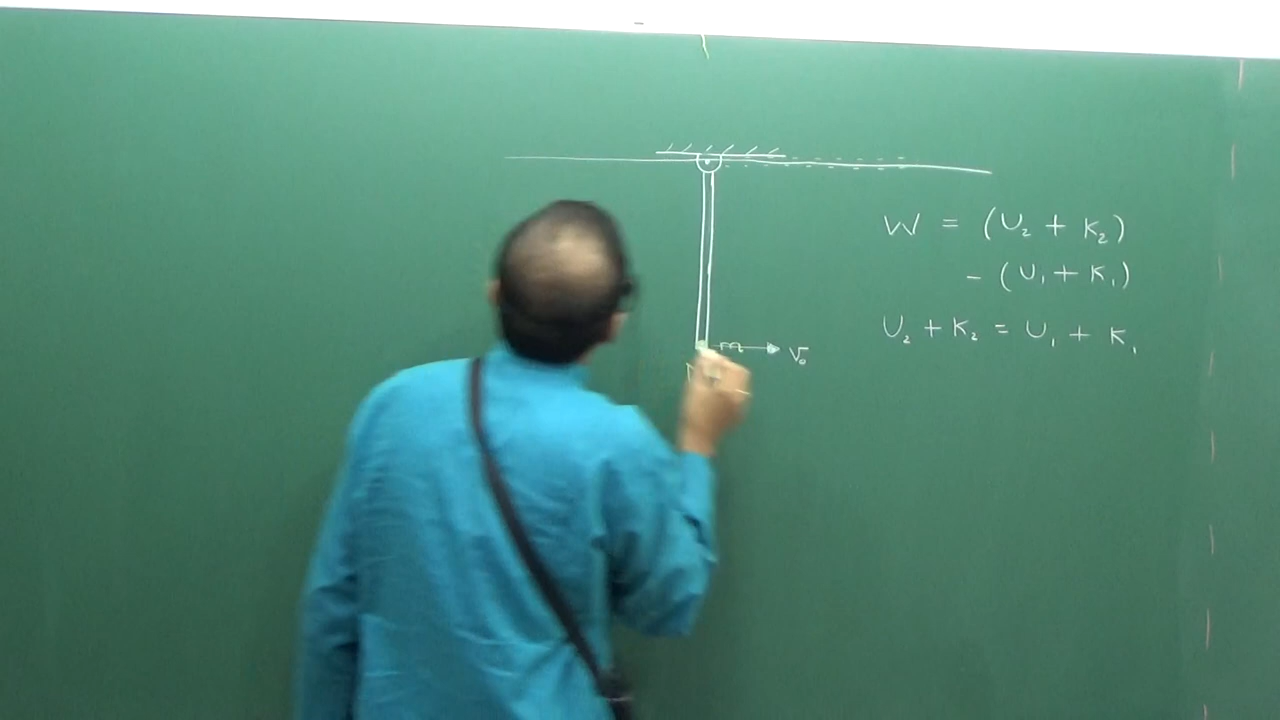 W = (U₂ + K₂)
- (U₁ + K₁)
U₂ + K₂ = U₁ + K₁
m
v₀